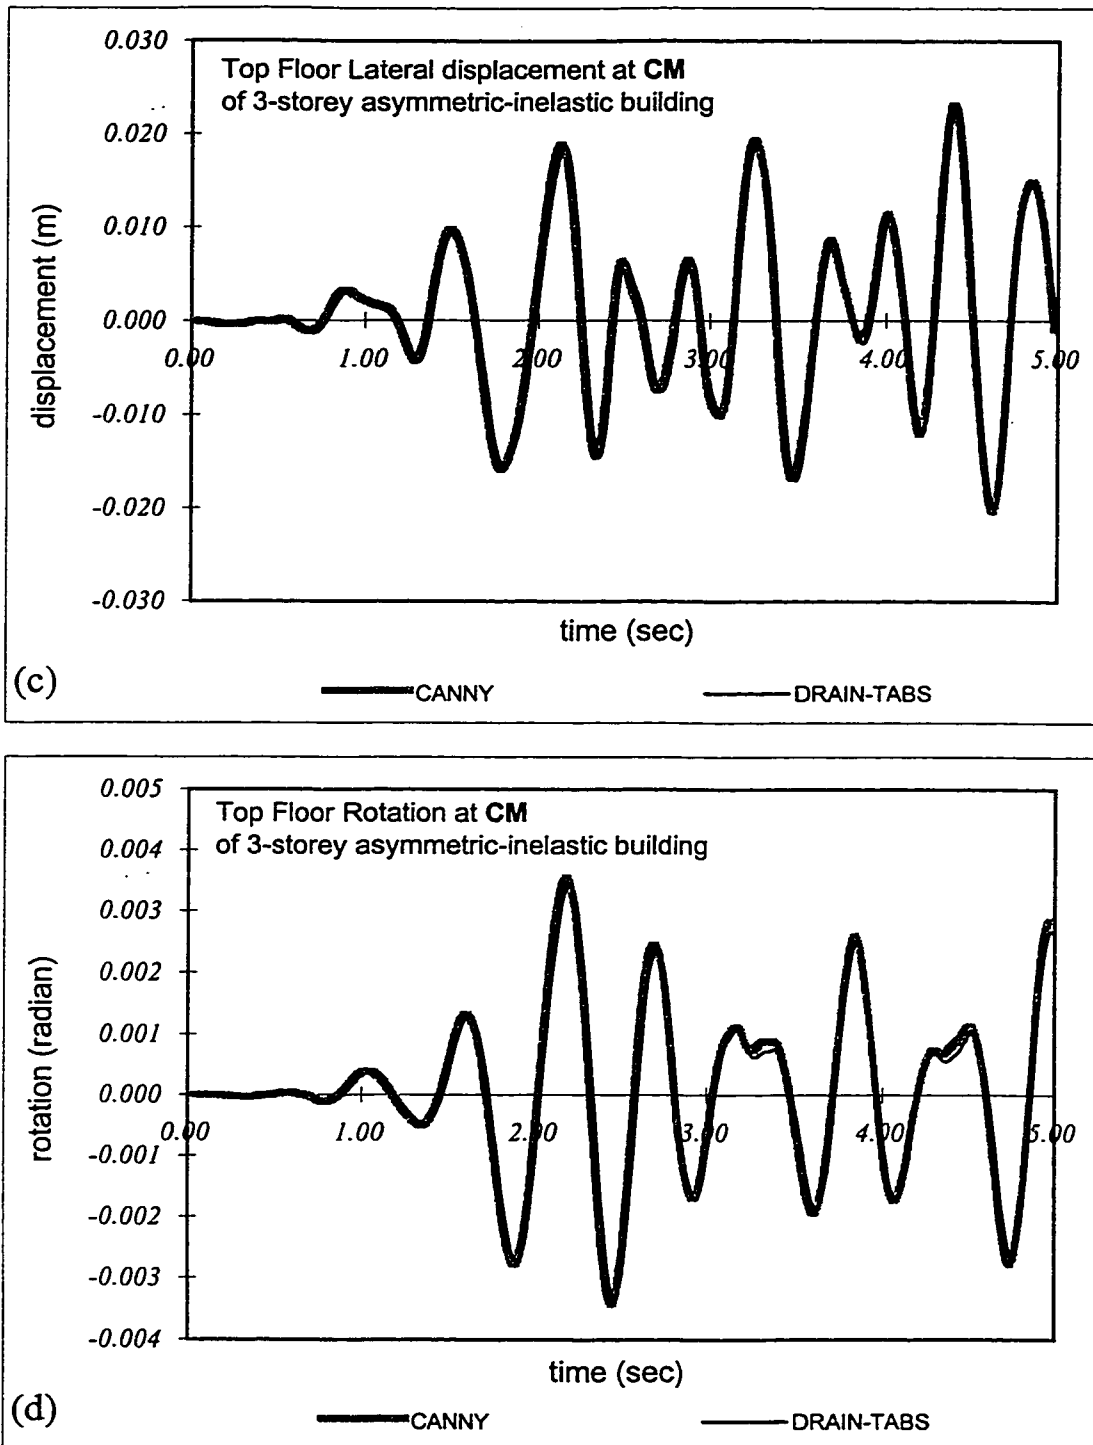 0.030
Top Floor Lateral displacement at CM
of 3-storey asymmetric-inelastic building
0.020
0.010
0.000
-0.010
-0.020
-0.030
displacement (m)
0.00 1.00 2.00 3.00 4.00 5.00
time (sec)
(c)
CANNY DRAIN-TABS
0.005
Top Floor Rotation at CM
of 3-storey asymmetric-inelastic building
0.004
0.003
0.002
0.001
0.000
-0.001
-0.002
-0.003
-0.004
rotation (radian)
0.00 1.00 2.00 3.00 4.00 5.00
time (sec)
(d)
CANNY DRAIN-TABS